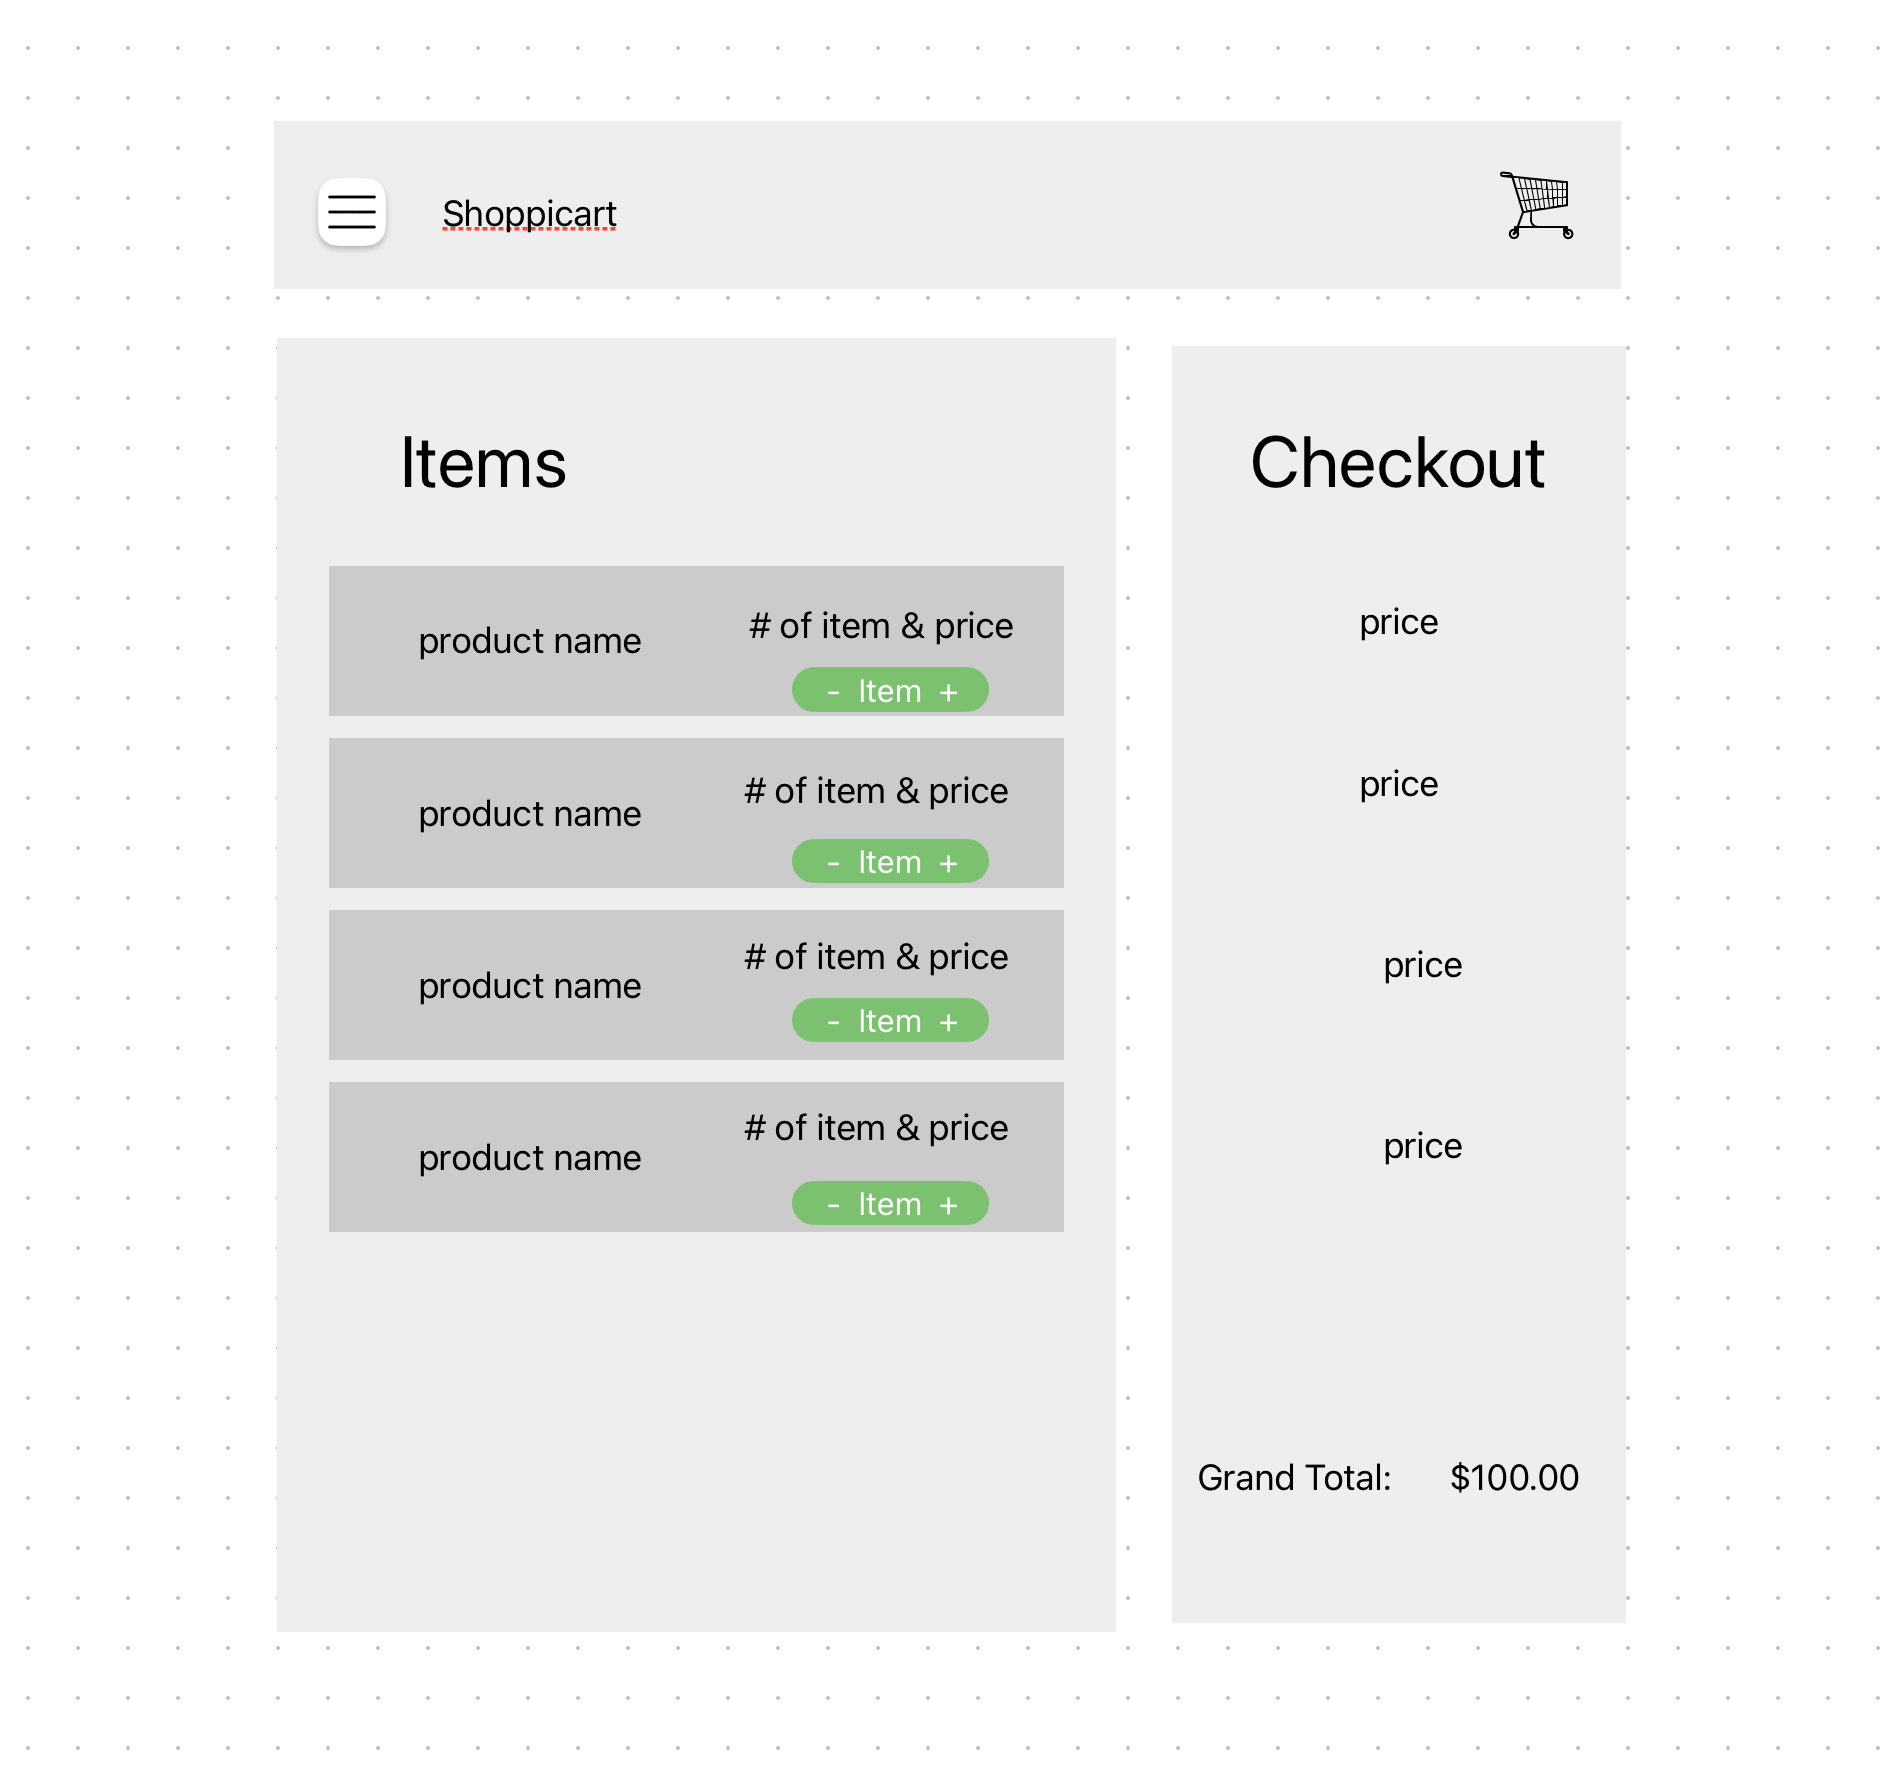 Shoppicart
Items
product name
# of item & price
- Item +
product name
# of item & price
- Item +
product name
# of item & price
- Item +
product name
# of item & price
- Item +
Checkout
price
price
price
price
Grand Total: $100.00